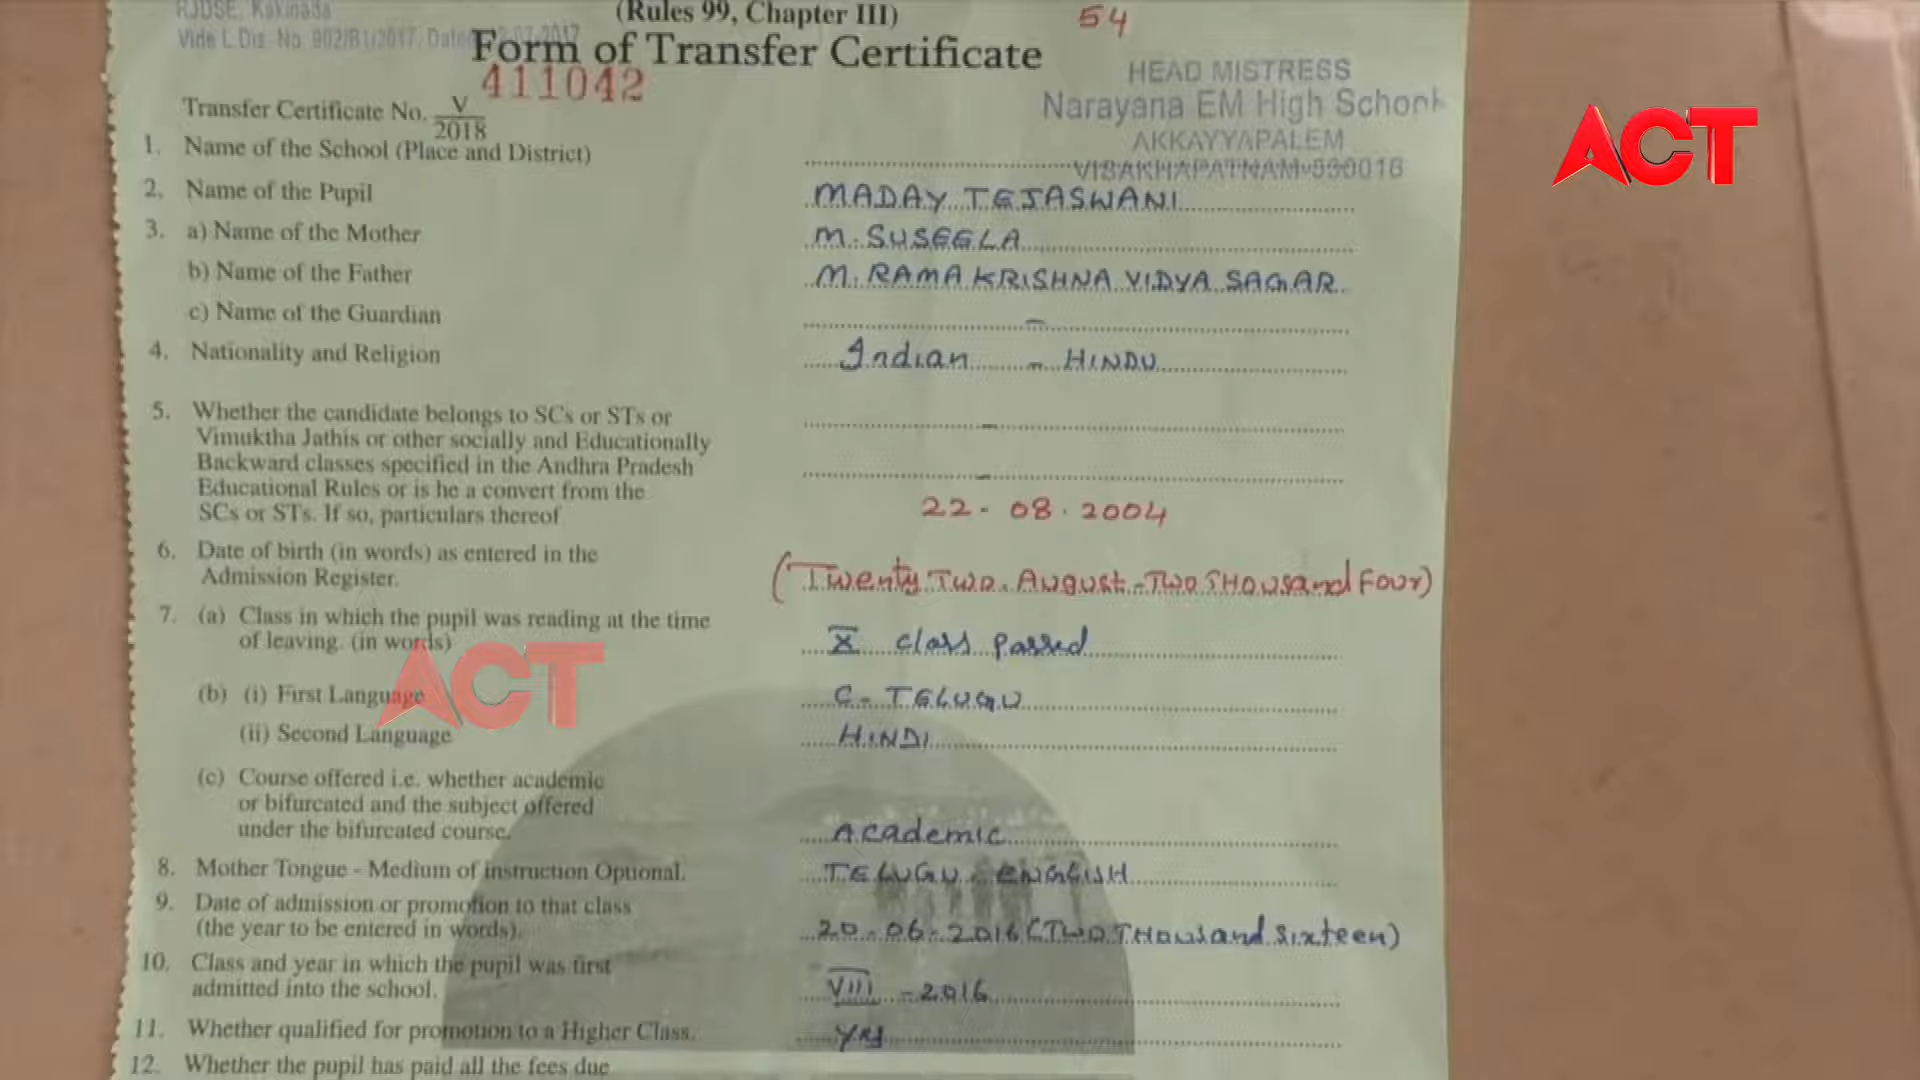 RJDSE, Kakinada
(Rules 99, Chapter III)
54
Vide L.Dis. No. 902/B1/2017, Dated
Form of Transfer Certificate
411042
HEAD MISTRESS
Narayana EM High School
AKKAYYAPALEM
VISAKHAPATNAM-530016
ACT
Transfer Certificate No. V/2018
1. Name of the School (Place and District)
2. Name of the Pupil MADAY TEJASWANI
3. a) Name of the Mother M. SUSEELA
b) Name of the Father M. RAMA KRISHNA VIDYA SAGAR
c) Name of the Guardian -
4. Nationality and Religion Indian - HINDU
5. Whether the candidate belongs to SCs or STs or -
Vimuktha Jathis or other socially and Educationally
Backward classes specified in the Andhra Pradesh -
Educational Rules or is he a convert from the
SCs or STs. If so, particulars thereof
22-08-2004
6. Date of birth (in words) as entered in the
Admission Register. (Twenty Two. August-Two Thousand Four)
7. (a) Class in which the pupil was reading at the time
of leaving. (in words) X class passed
ACT
(b) (i) First Language C-TELUGU
(ii) Second Language HINDI
(c) Course offered i.e. whether academic
or bifurcated and the subject offered
under the bifurcated course. Academic
8. Mother Tongue - Medium of instruction Optional. TELUGU - ENGLISH
9. Date of admission or promotion to that class
(the year to be entered in words). 20-06-2016 (TWO THousand Sixteen)
10. Class and year in which the pupil was first
admitted into the school. VIII - 2016
11. Whether qualified for promotion to a Higher Class. Yes
12. Whether the pupil has paid all the fees due